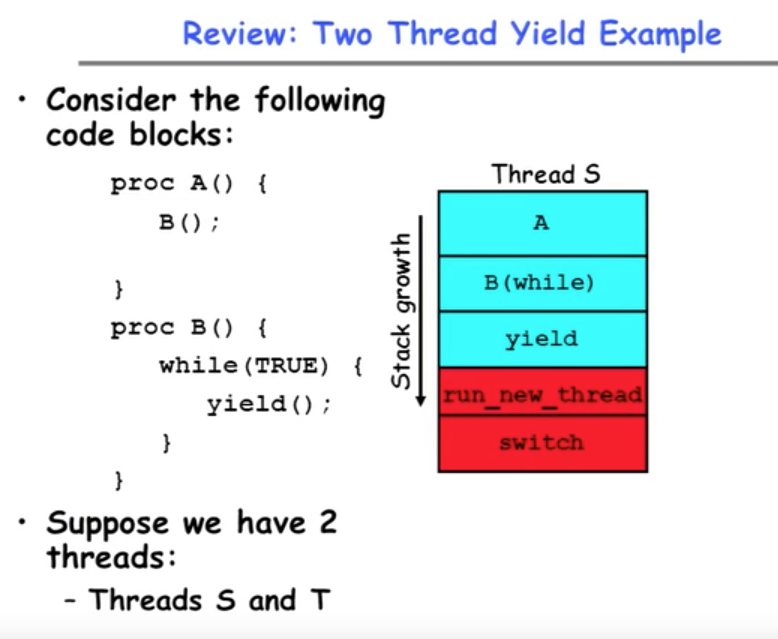 Review: Two Thread Yield Example
• Consider the following
code blocks:
proc A() {
B();
}
proc B() {
while(TRUE) {
yield();
}
}
• Suppose we have 2
threads:
- Threads S and T
Thread S
Stack growth
A
B(while)
yield
run_new_thread
switch